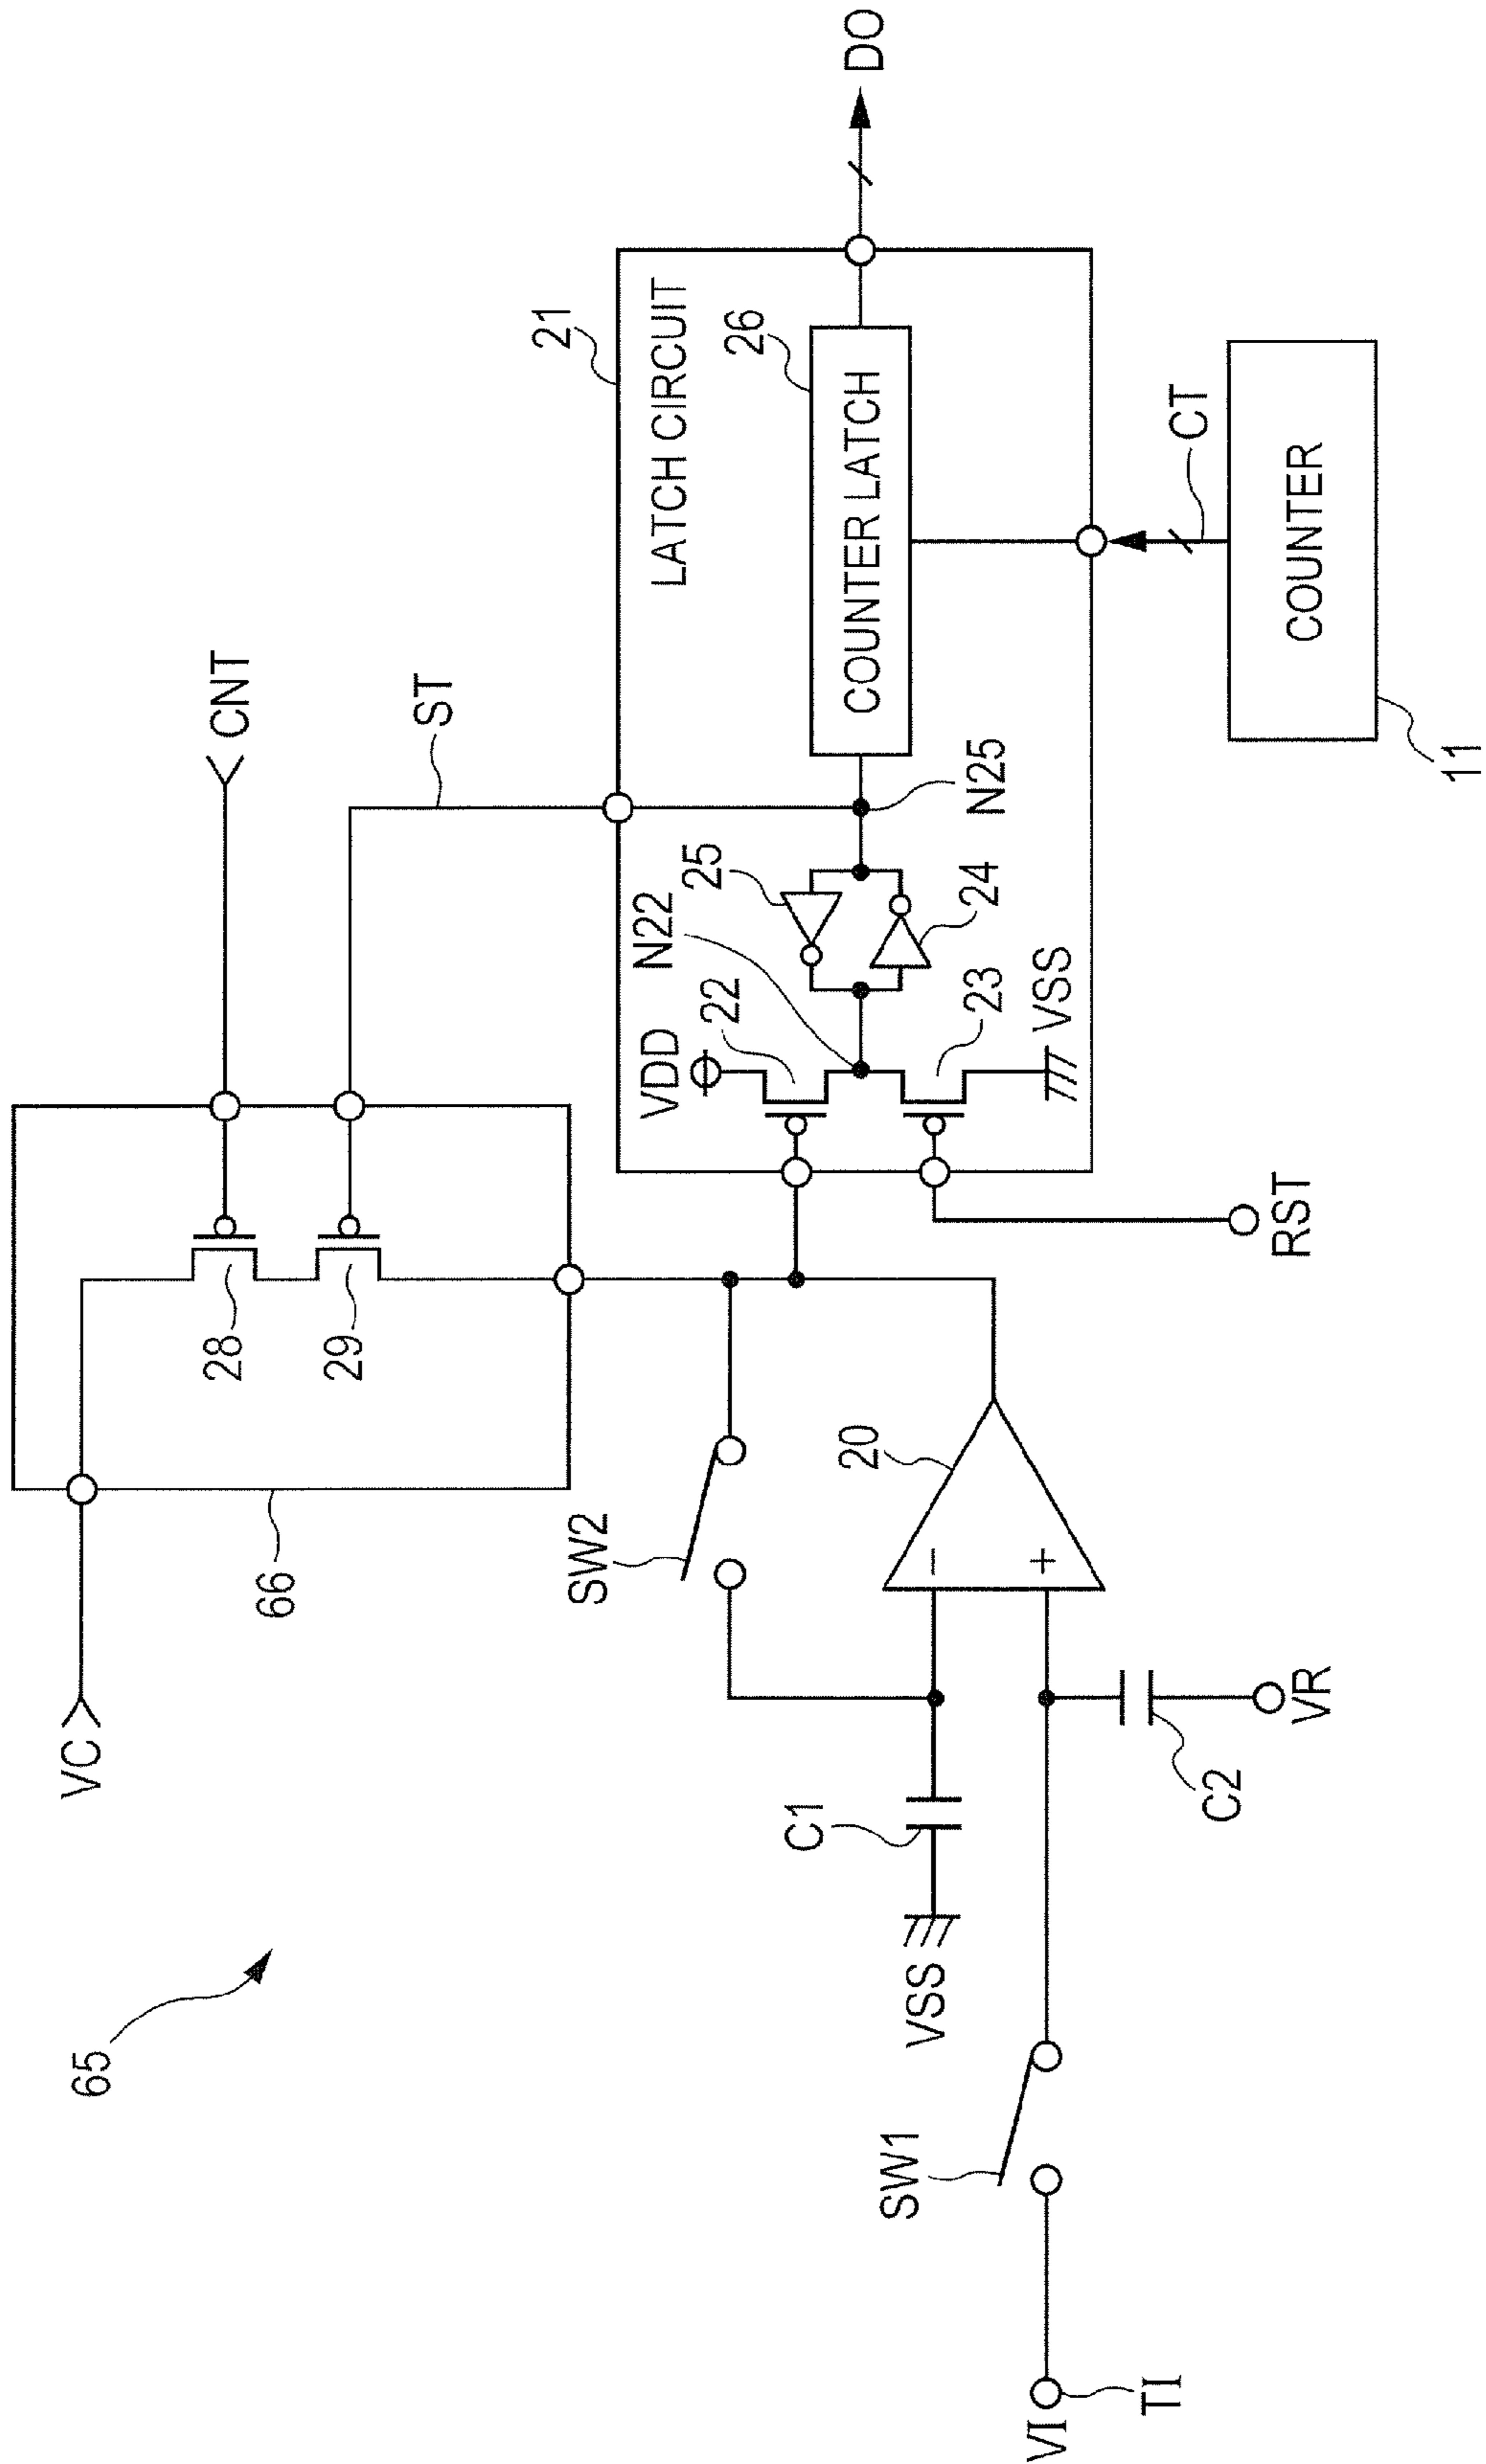 65
VC
66
28
29
CNT
ST
SW2
21
LATCH CIRCUIT
N22
25
VDD
22
26
COUNTER LATCH
DO
N25
24
23
VSS
20
−
+
C1
VSS
RST
CT
COUNTER
11
SW1
C2
VR
VI
TI